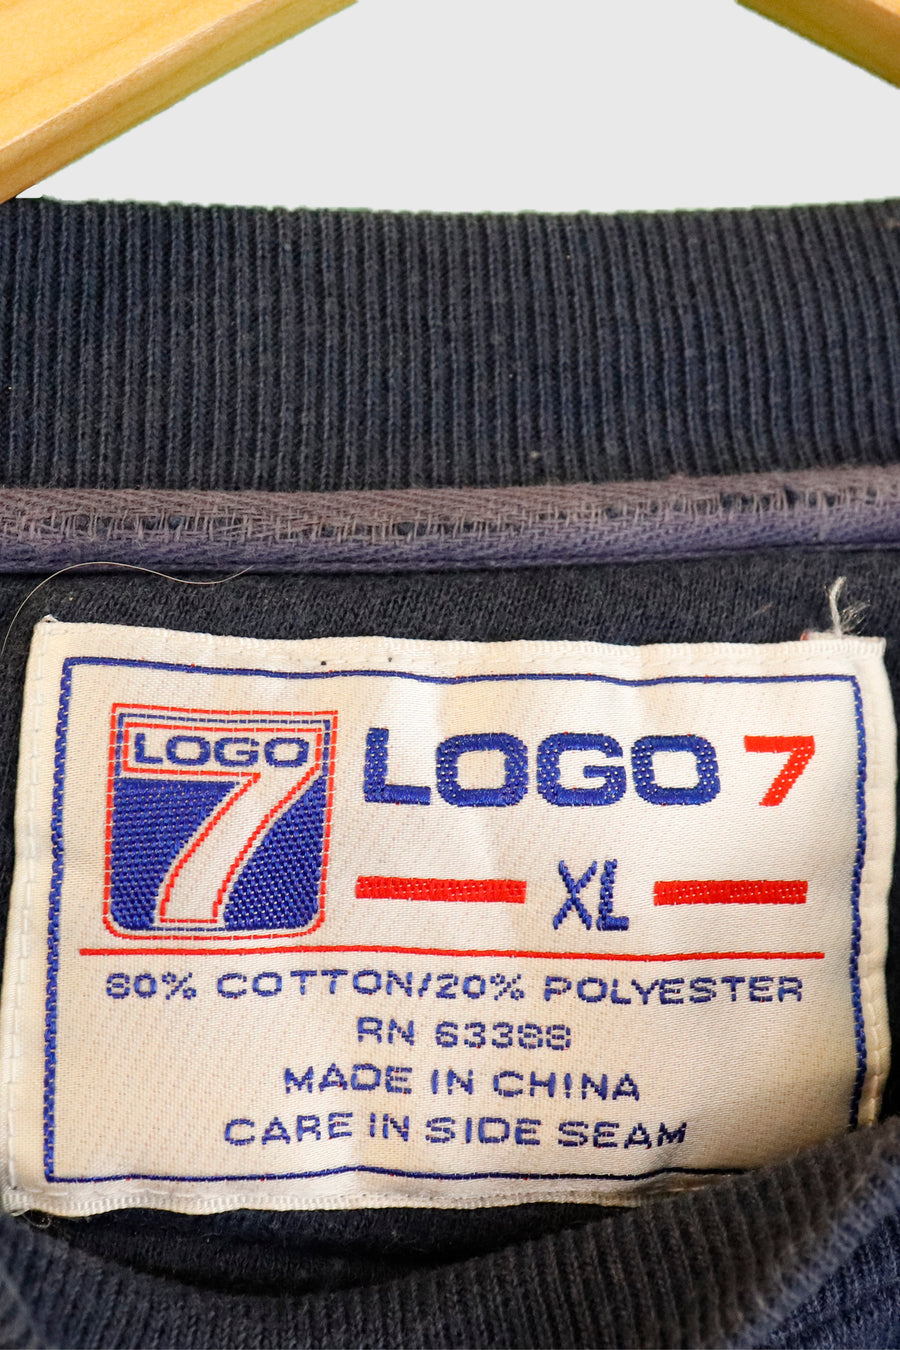 LOGO
7
LOGO 7
XL
80% COTTON/20% POLYESTER
RN 63388
MADE IN CHINA
CARE IN SIDE SEAM